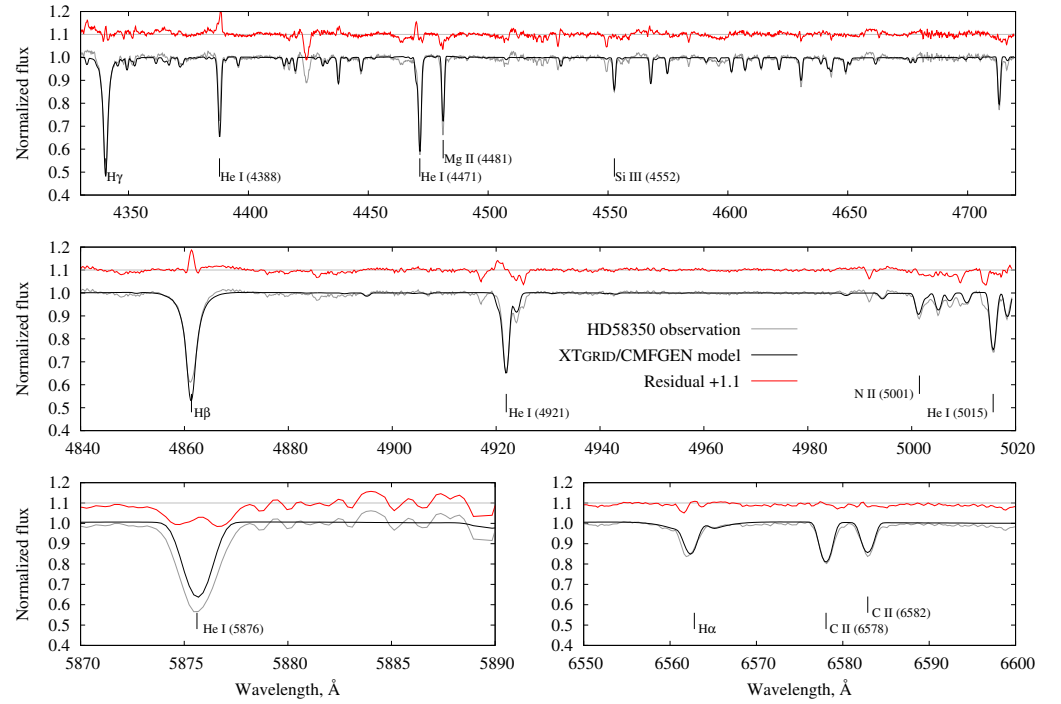 1.2
1.1
1.0
0.9
0.8
0.7
0.6
0.5
0.4
Normalized flux
Hγ
He I (4388)
He I (4471)
Mg II (4481)
Si III (4552)
4350 4400 4450 4500 4550 4600 4650 4700
1.2
1.1
1.0
0.9
0.8
0.7
0.6
0.5
0.4
Normalized flux
HD58350 observation
XTGRID/CMFGEN model
Residual +1.1
Hβ
He I (4921)
N II (5001)
He I (5015)
4840 4860 4880 4900 4920 4940 4960 4980 5000 5020
1.2
1.1
1.0
0.9
0.8
0.7
0.6
0.5
0.4
Normalized flux
He I (5876)
5870 5875 5880 5885 5890
Wavelength, Å
1.2
1.1
1.0
0.9
0.8
0.7
0.6
0.5
0.4
Normalized flux
Hα
C II (6578)
C II (6582)
6550 6560 6570 6580 6590 6600
Wavelength, Å